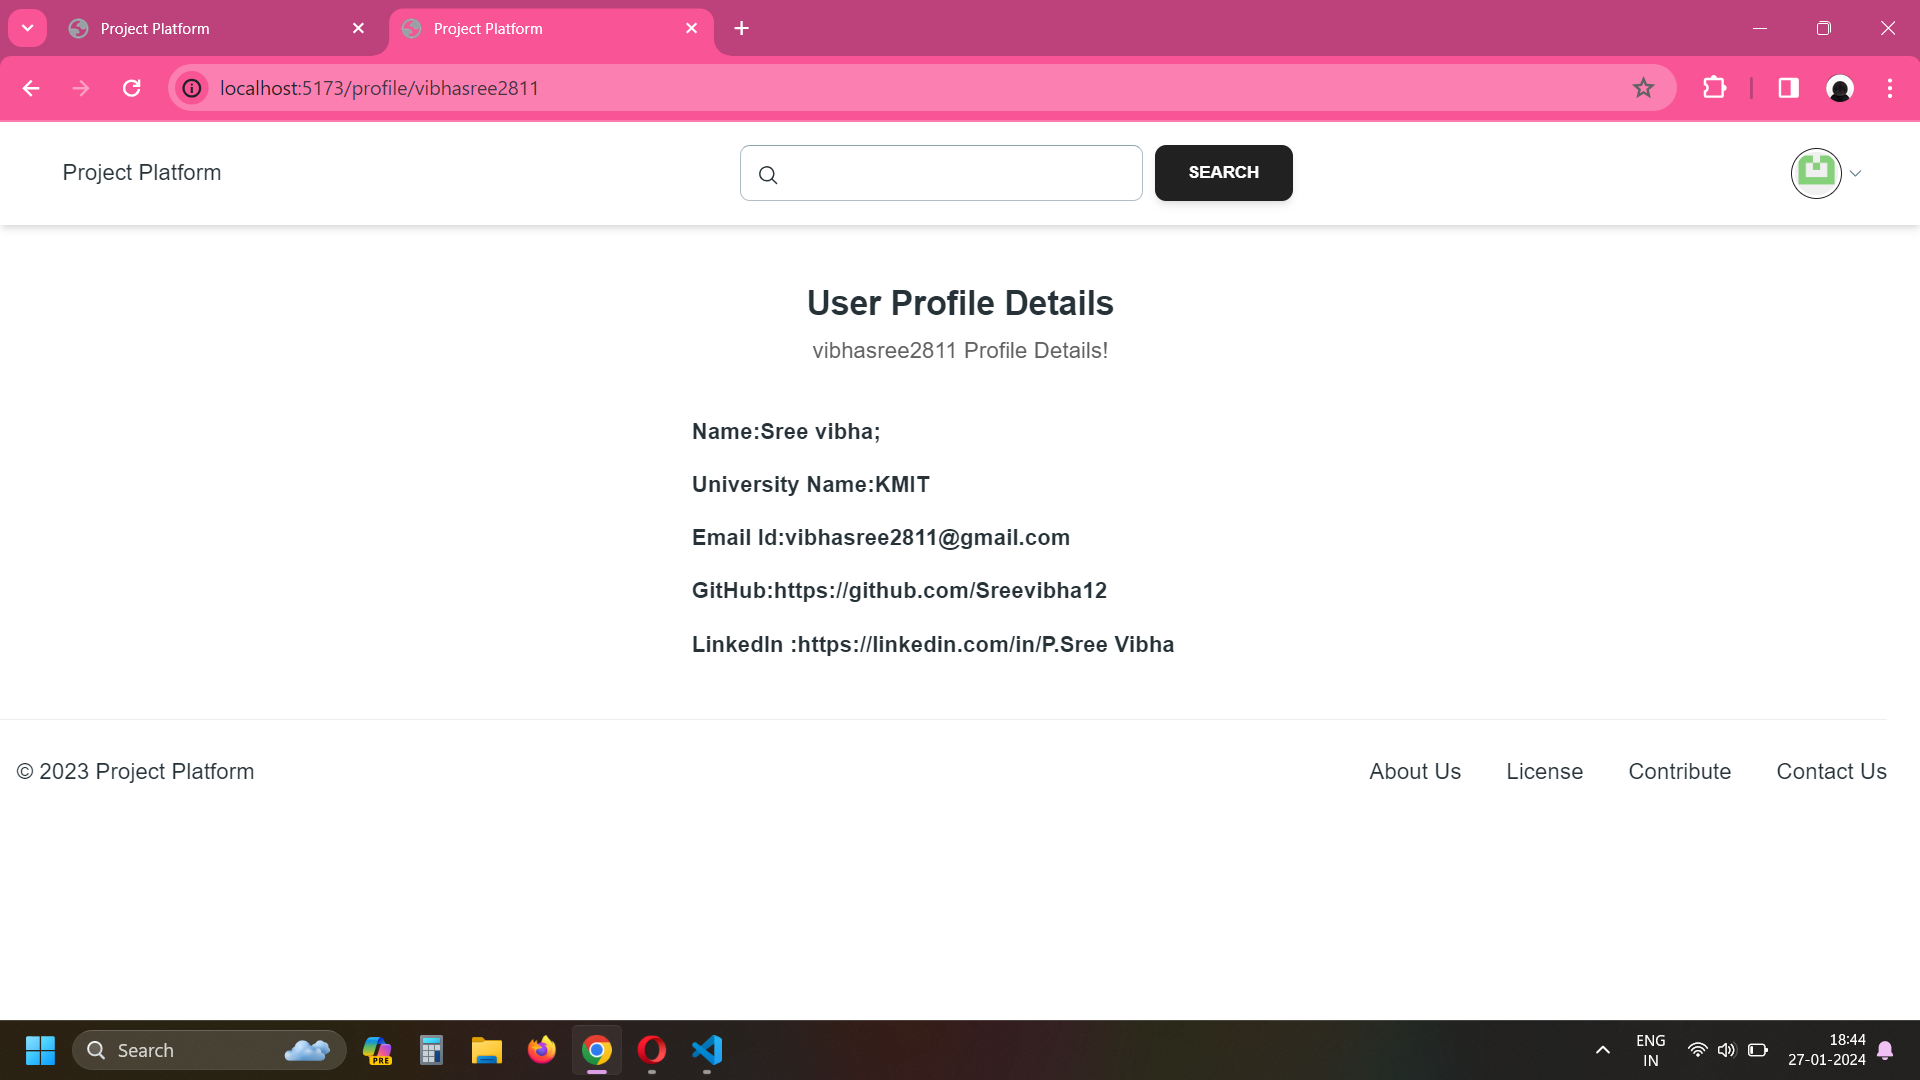 Project Platform
Project Platform
localhost:5173/profile/vibhasree2811
Project Platform
SEARCH
User Profile Details
vibhasree2811 Profile Details!
Name:Sree vibha;
University Name:KMIT
Email Id:vibhasree2811@gmail.com
GitHub:https://github.com/Sreevibha12
LinkedIn :https://linkedin.com/in/P.Sree Vibha
© 2023 Project Platform
About Us
License
Contribute
Contact Us
Search
PRE
ENG
IN
18:44
27-01-2024